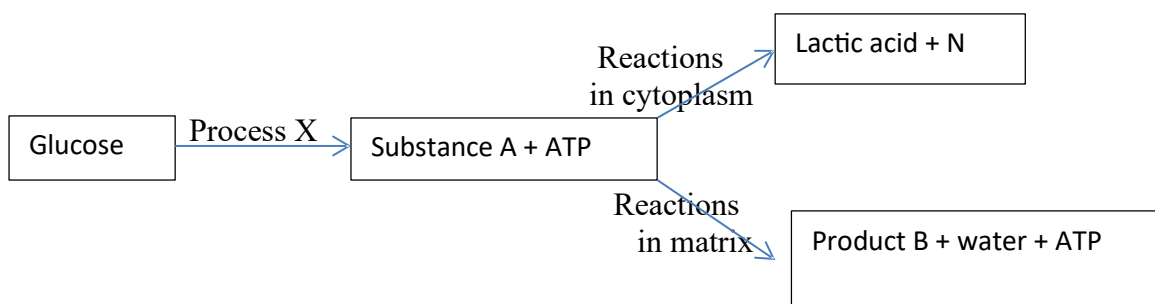 Glucose
Process X
Substance A + ATP
Reactions
in cytoplasm
Lactic acid + N
Reactions
in matrix
Product B + water + ATP